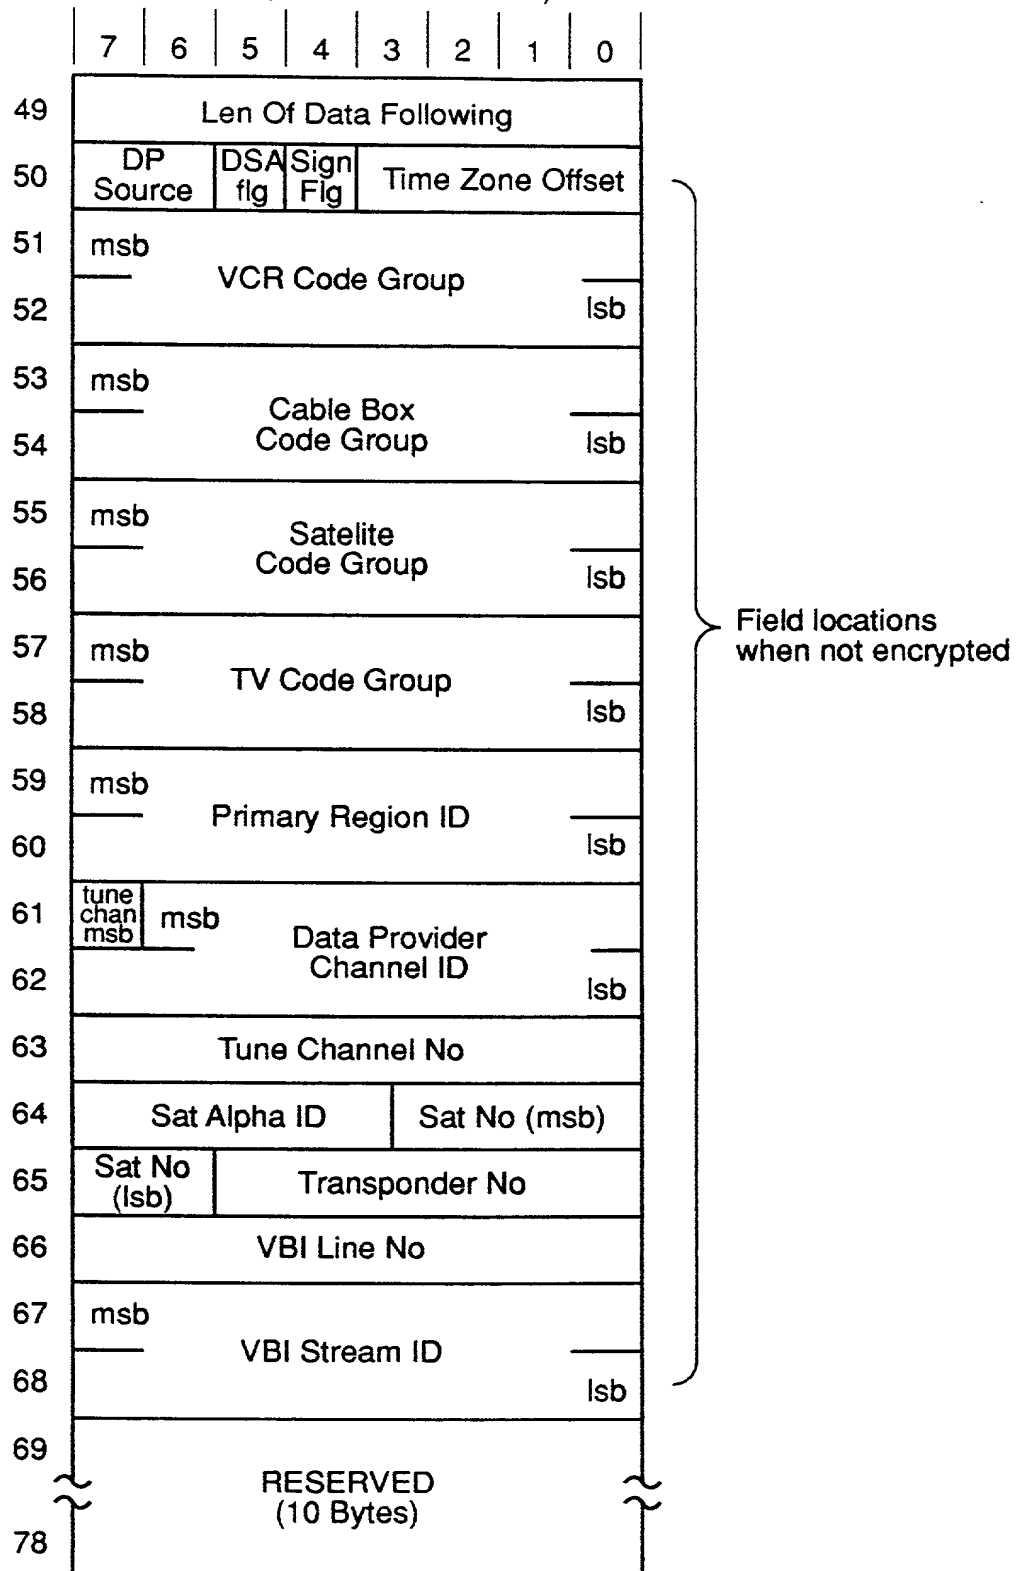 7 6 5 4 3 2 1 0
49 Len Of Data Following
50 DP Source DSA flg Sign Flg Time Zone Offset
51 msb
VCR Code Group
52 lsb
53 msb
Cable Box
Code Group
54 lsb
55 msb
Satelite
Code Group
56 lsb
57 msb
TV Code Group
58 lsb
Field locations
when not encrypted
59 msb
Primary Region ID
60 lsb
61 tune chan msb msb
Data Provider
Channel ID
62 lsb
63 Tune Channel No
64 Sat Alpha ID Sat No (msb)
65 Sat No (lsb) Transponder No
66 VBI Line No
67 msb
VBI Stream ID
68 lsb
69
RESERVED
(10 Bytes)
78